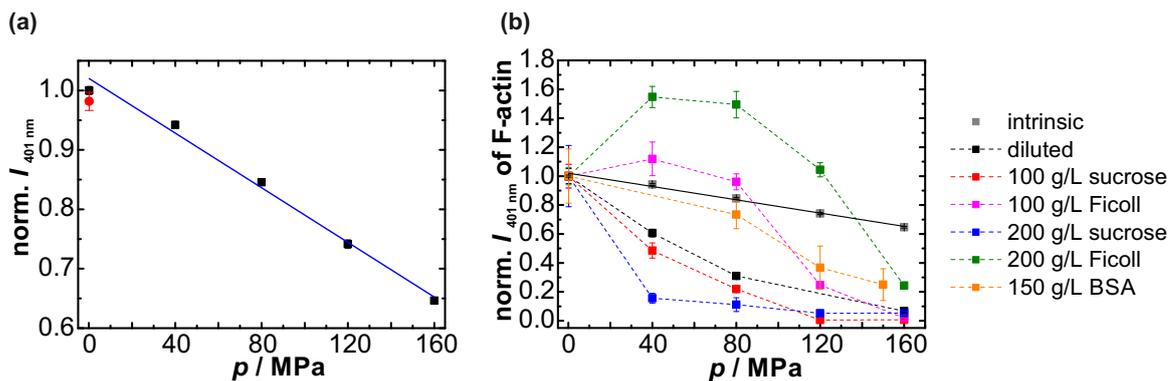 (a)
norm. I 401 nm
1.0
0.9
0.8
0.7
0.6
0 40 80 120 160
p / MPa
(b)
norm. I 401 nm of F-actin
1.8
1.6
1.4
1.2
1.0
0.8
0.6
0.4
0.2
0.0
0 40 80 120 160
p / MPa
intrinsic
diluted
100 g/L sucrose
100 g/L Ficoll
200 g/L sucrose
200 g/L Ficoll
150 g/L BSA